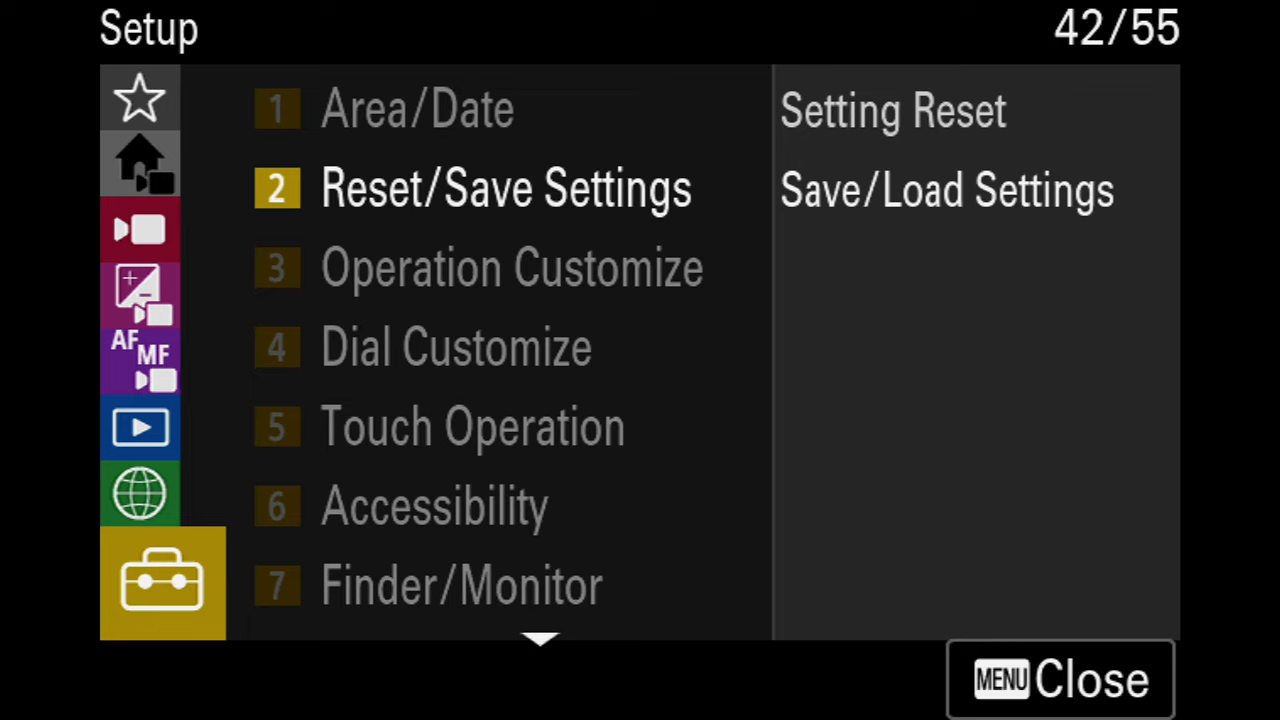 Setup
42/55
1 Area/Date
2 Reset/Save Settings
3 Operation Customize
4 Dial Customize
5 Touch Operation
6 Accessibility
7 Finder/Monitor
Setting Reset
Save/Load Settings
AF
MF
MENU Close